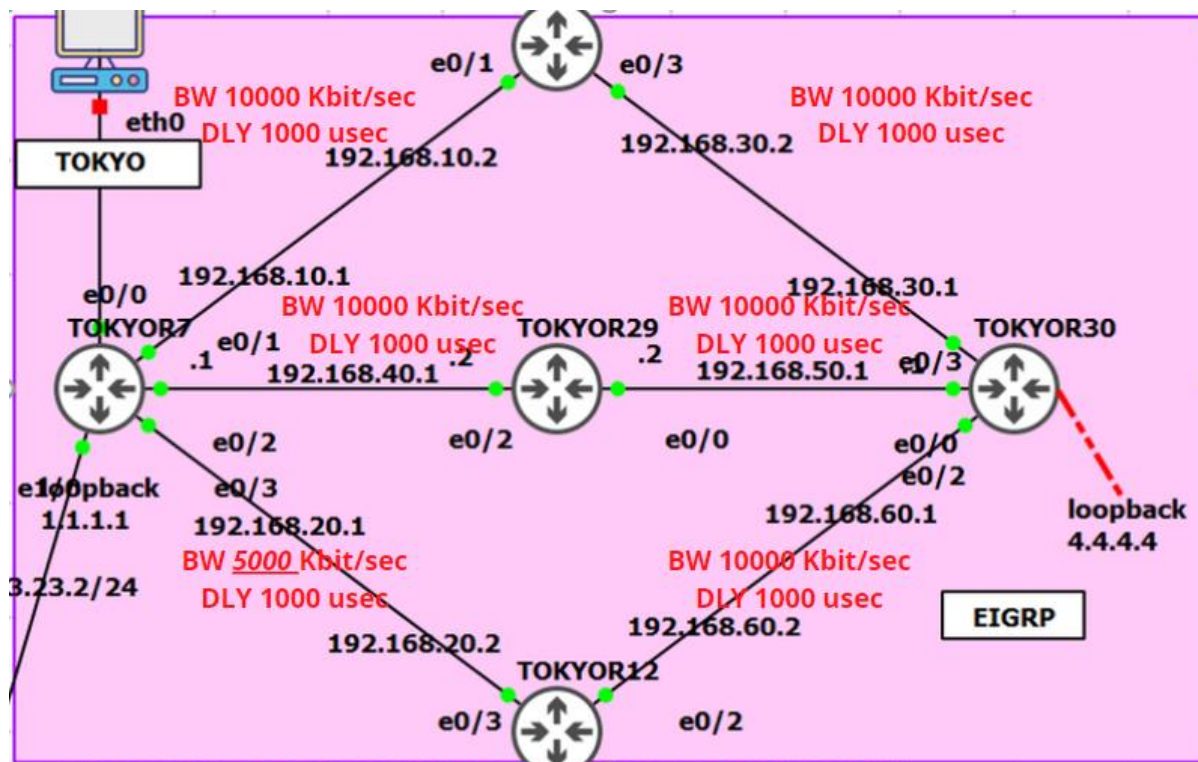 e0/1
e0/3
BW 10000 Kbit/sec
DLY 1000 usec
BW 10000 Kbit/sec
DLY 1000 usec
eth0
TOKYO
192.168.10.2
192.168.30.2
192.168.10.1
192.168.30.1
e0/0
TOKYOR7
BW 10000 Kbit/sec
DLY 1000 usec
BW 10000 Kbit/sec
DLY 1000 usec
TOKYOR29
TOKYOR30
e0/1
.1
192.168.40.1
.2
.2
192.168.50.1
.1
e0/3
e0/2
e0/2
e0/0
e0/0
e0/2
loopback
1.1.1.1
e0/3
192.168.20.1
192.168.60.1
loopback
4.4.4.4
BW 5000 Kbit/sec
DLY 1000 usec
BW 10000 Kbit/sec
DLY 1000 usec
3.23.2/24
EIGRP
192.168.20.2
192.168.60.2
TOKYOR12
e0/3
e0/2